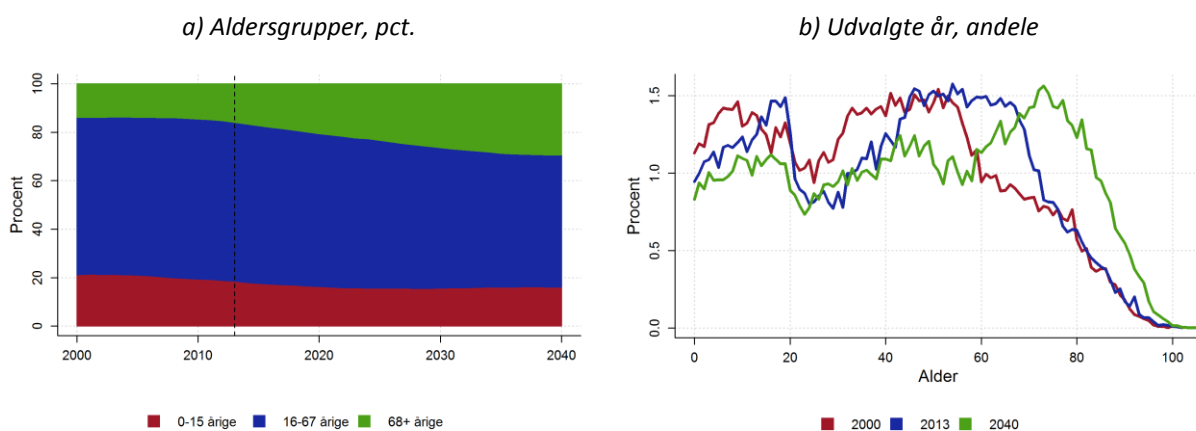 a) Aldersgrupper, pct.
Procent
100
80
60
40
20
0
2000 2010 2020 2030 2040
0-15 årige 16-67 årige 68+ årige
b) Udvalgte år, andele
Procent
1.5
1.0
0.5
0.0
0 20 40 60 80 100
Alder
2000 2013 2040